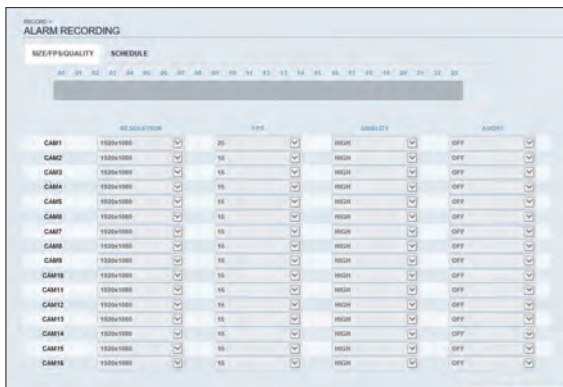 RECORD >
ALARM RECORDING
SIZE/FPS/QUALITY SCHEDULE
00 01 02 03 04 05 06 07 08 09 10 11 12 13 14 15 16 17 18 19 20 21 22 23
RESOLUTION FPS QUALITY AUDIO
CAM1 1920x1080 25 HIGH OFF
CAM2 1920x1080 15 HIGH OFF
CAM3 1920x1080 15 HIGH OFF
CAM4 1920x1080 15 HIGH OFF
CAM5 1920x1080 15 HIGH OFF
CAM6 1920x1080 15 HIGH OFF
CAM7 1920x1080 15 HIGH OFF
CAM8 1920x1080 15 HIGH OFF
CAM9 1920x1080 15 HIGH OFF
CAM10 1920x1080 15 HIGH OFF
CAM11 1920x1080 15 HIGH OFF
CAM12 1920x1080 15 HIGH OFF
CAM13 1920x1080 15 HIGH OFF
CAM14 1920x1080 15 HIGH OFF
CAM15 1920x1080 15 HIGH OFF
CAM16 1920x1080 15 HIGH OFF